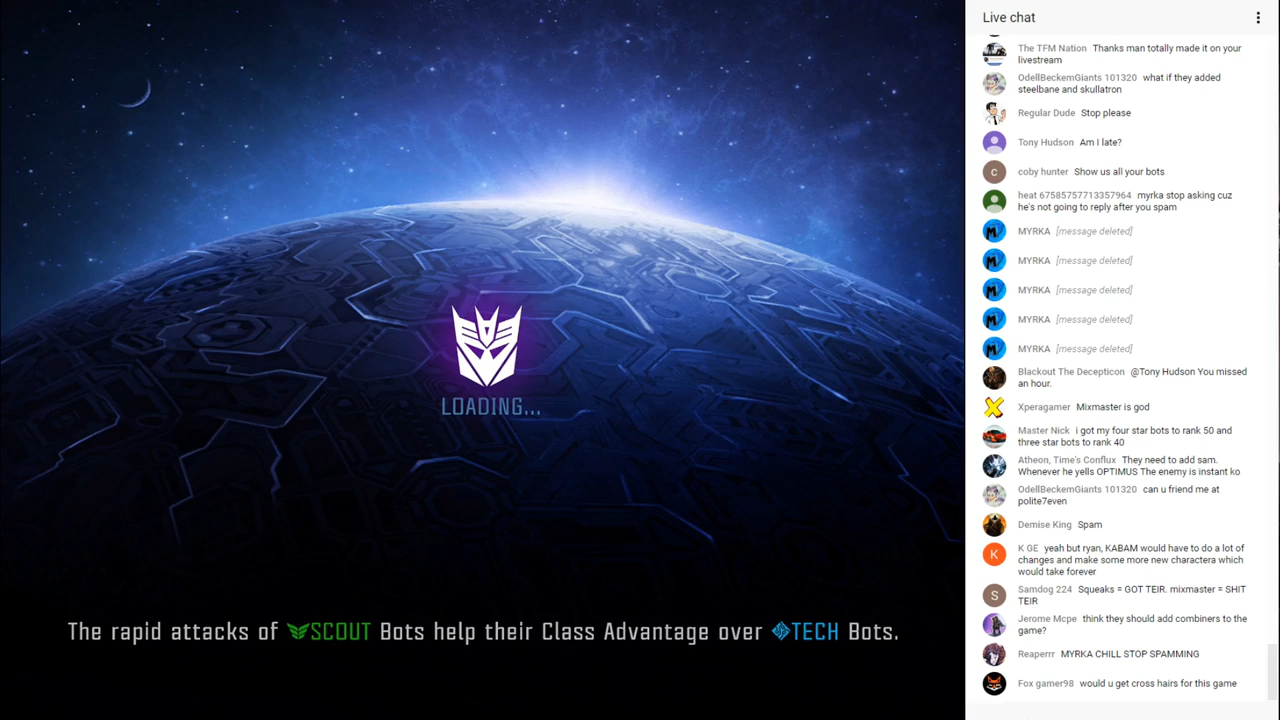 Live chat
The TFM Nation Thanks man totally made it on your
livestream
OdellBeckemGiants 101320 what if they added
steelbane and skullatron
Regular Dude Stop please
Tony Hudson Am I late?
c
coby hunter Show us all your bots
heat 67585757713357964 myrka stop asking cuz
he's not going to reply after you spam
M
MYRKA [message deleted]
M
MYRKA [message deleted]
M
MYRKA [message deleted]
M
MYRKA [message deleted]
M
MYRKA [message deleted]
Blackout The Decepticon @Tony Hudson You missed
an hour.
X
Xperagamer Mixmaster is god
Master Nick i got my four star bots to rank 50 and
three star bots to rank 40
Atheon, Time's Conflux They need to add sam.
Whenever he yells OPTIMUS The enemy is instant ko
OdellBeckemGiants 101320 can u friend me at
polite7even
Demise King Spam
K
K GE yeah but ryan, KABAM would have to do a lot of
changes and make some more new charactera which
would take forever
S
Samdog 224 Squeaks = GOT TEIR. mixmaster = SHIT
TEIR
Jerome Mcpe think they should add combiners to the
game?
Reaperrr MYRKA CHILL STOP SPAMMING
Fox gamer98 would u get cross hairs for this game
LOADING...
The rapid attacks of SCOUT Bots help their Class Advantage over TECH Bots.